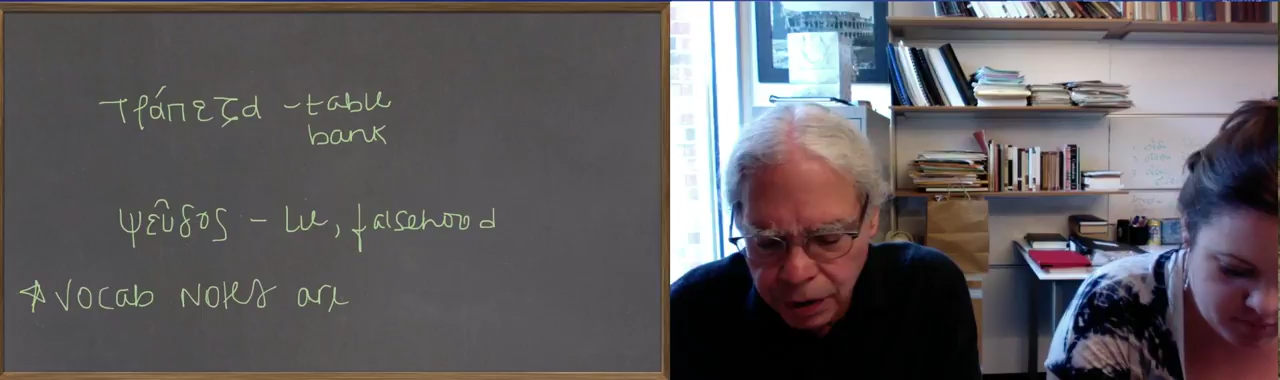 τράπεζα - table
bank
ψεῦδος - lie, falsehood
* Vocab Notes are